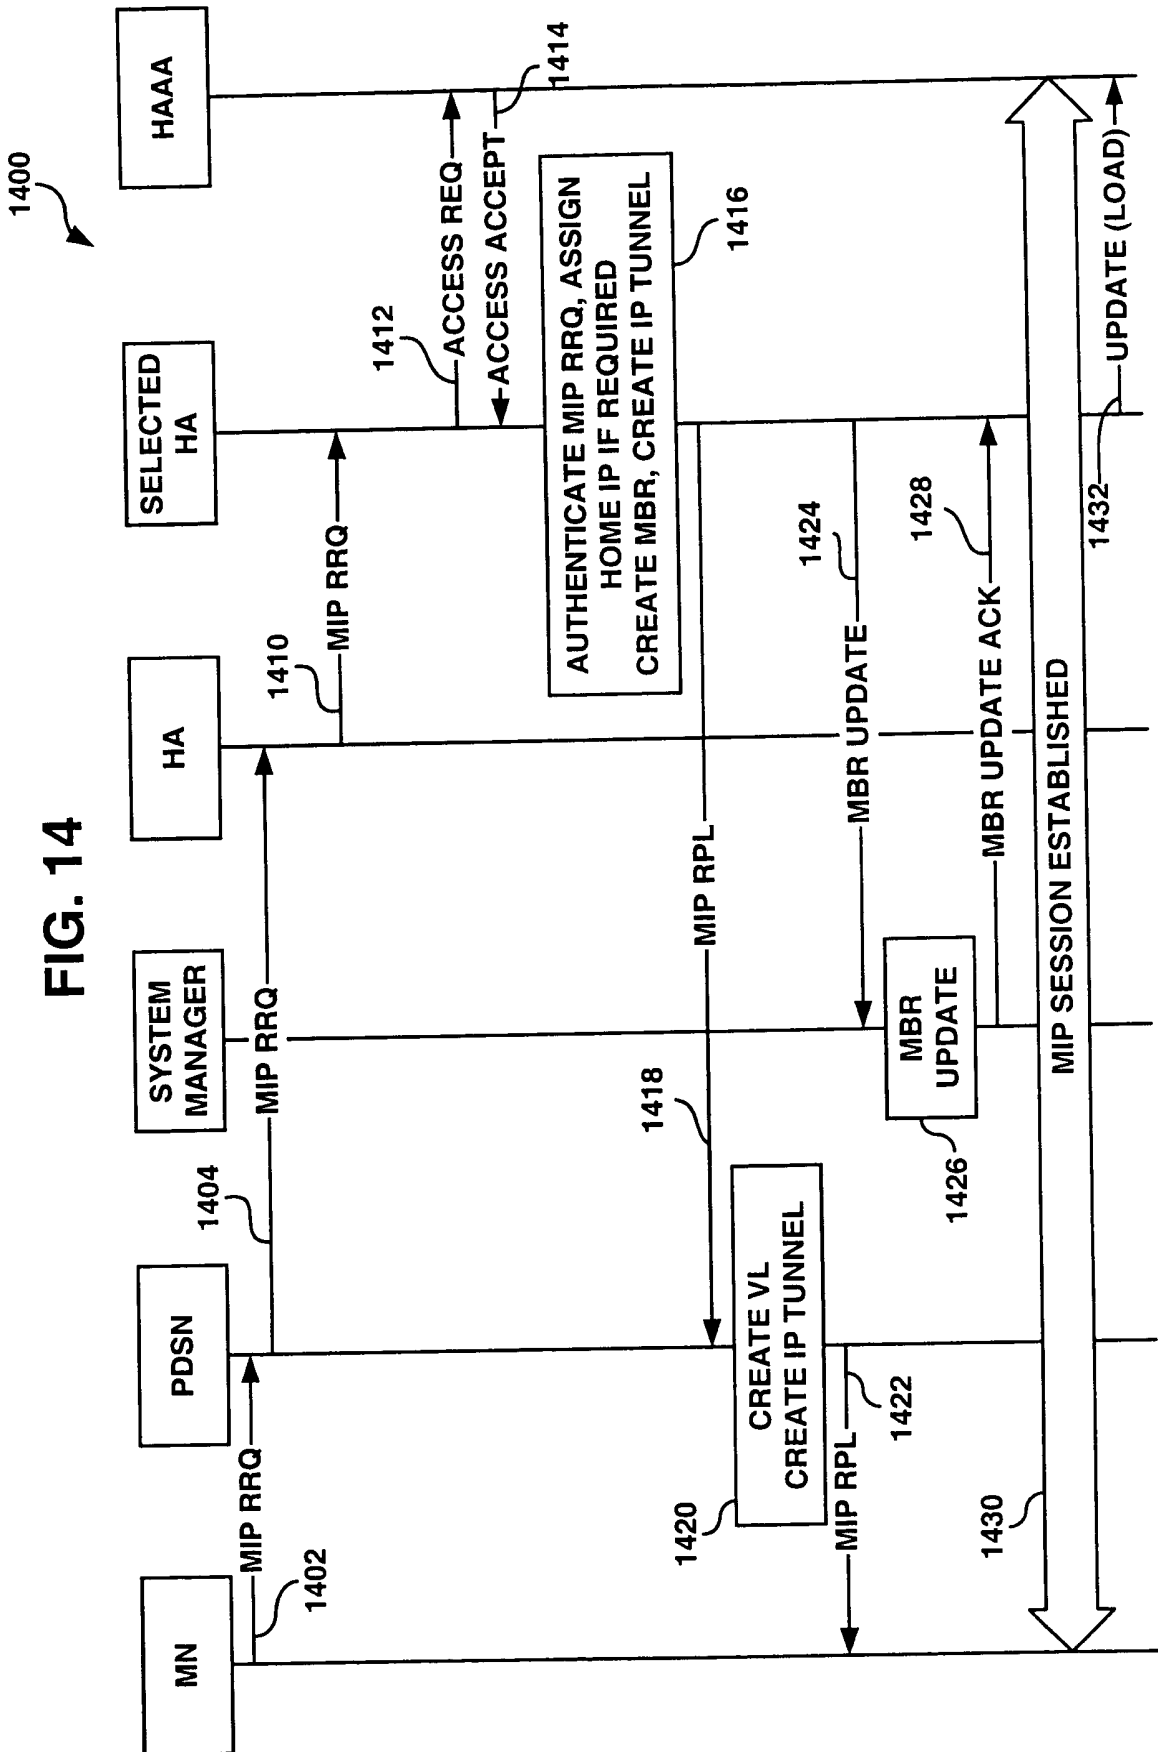 FIG. 14
1400
MN
PDSN
SYSTEM
MANAGER
HA
SELECTED
HA
HAAA
MIP RRQ
1402
MIP RRQ
1404
MIP RRQ
1410
ACCESS REQ
1412
ACCESS ACCEPT
1414
AUTHENTICATE MIP RRQ, ASSIGN
HOME IP IF REQUIRED
CREATE MBR, CREATE IP TUNNEL
1416
MIP RPL
1418
CREATE VL
CREATE IP TUNNEL
1420
MIP RPL
1422
MBR UPDATE
1424
MBR
UPDATE
1426
MBR UPDATE ACK
1428
MIP SESSION ESTABLISHED
1430
UPDATE (LOAD)
1432